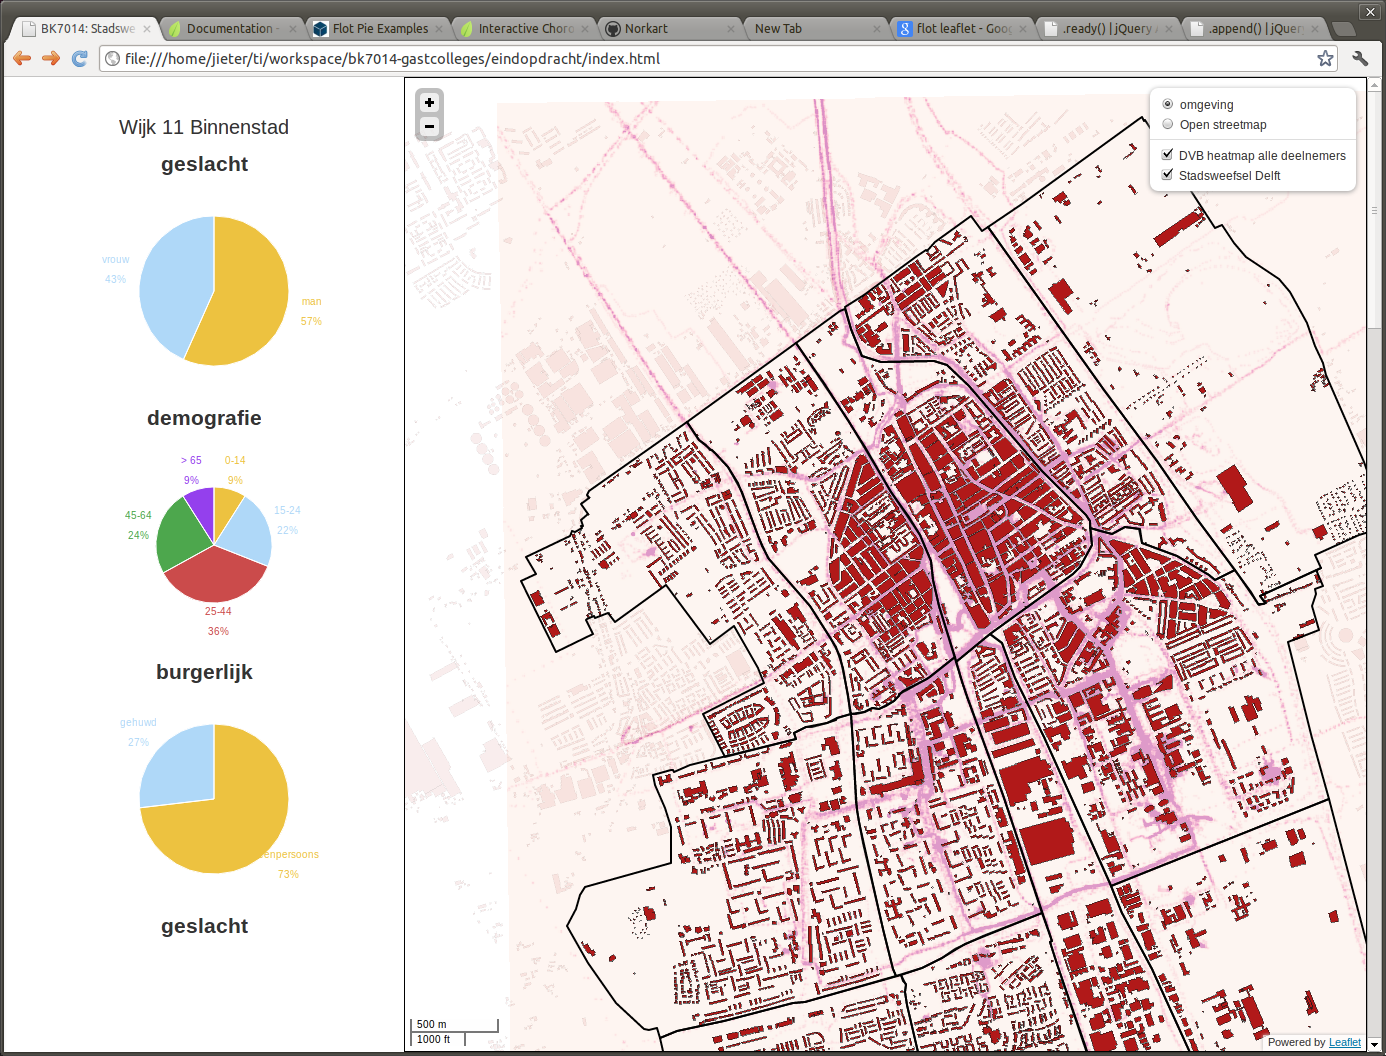 BK7014: Stadswe
Documentation -
Flot Pie Examples
Interactive Choro
Norkart
New Tab
flot leaflet - Goog
.ready() | jQuery A
.append() | jQuery
file:///home/jieter/ti/workspace/bk7014-gastcolleges/eindopdracht/index.html
Wijk 11 Binnenstad
geslacht
vrouw
43%
man
57%
demografie
> 65
9%
0-14
9%
15-24
22%
45-64
24%
25-44
36%
burgerlijk
gehuwd
27%
enpersoons
73%
geslacht
+
−
omgeving
Open streetmap
DVB heatmap alle deelnemers
Stadsweefsel Delft
500 m
1000 ft
Powered by Leaflet